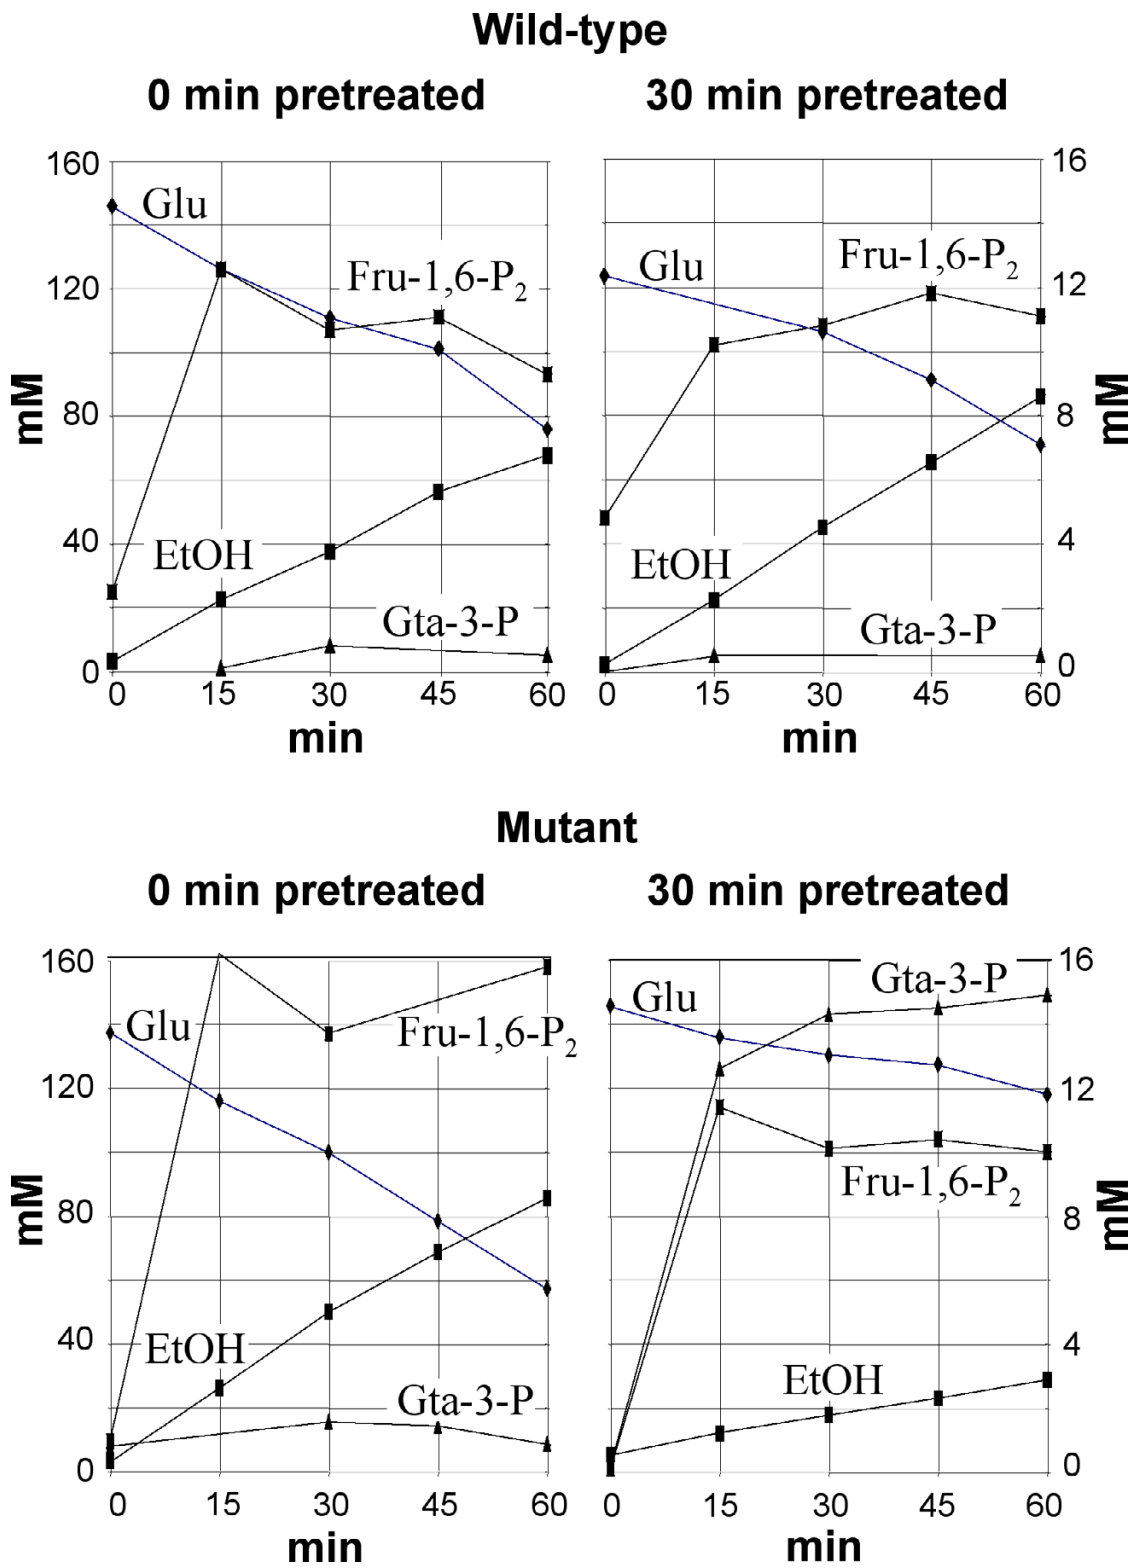 Wild-type
0 min pretreated
30 min pretreated
160
120
80
40
0
mM
Glu
Fru-1,6-P₂
EtOH
Gta-3-P
0 15 30 45 60
min
Glu
Fru-1,6-P₂
EtOH
Gta-3-P
16
12
8
4
0
mM
0 15 30 45 60
min
Mutant
0 min pretreated
30 min pretreated
160
120
80
40
0
mM
Glu
Fru-1,6-P₂
EtOH
Gta-3-P
0 15 30 45 60
min
Gta-3-P
Glu
Fru-1,6-P₂
EtOH
16
12
8
4
0
mM
0 15 30 45 60
min